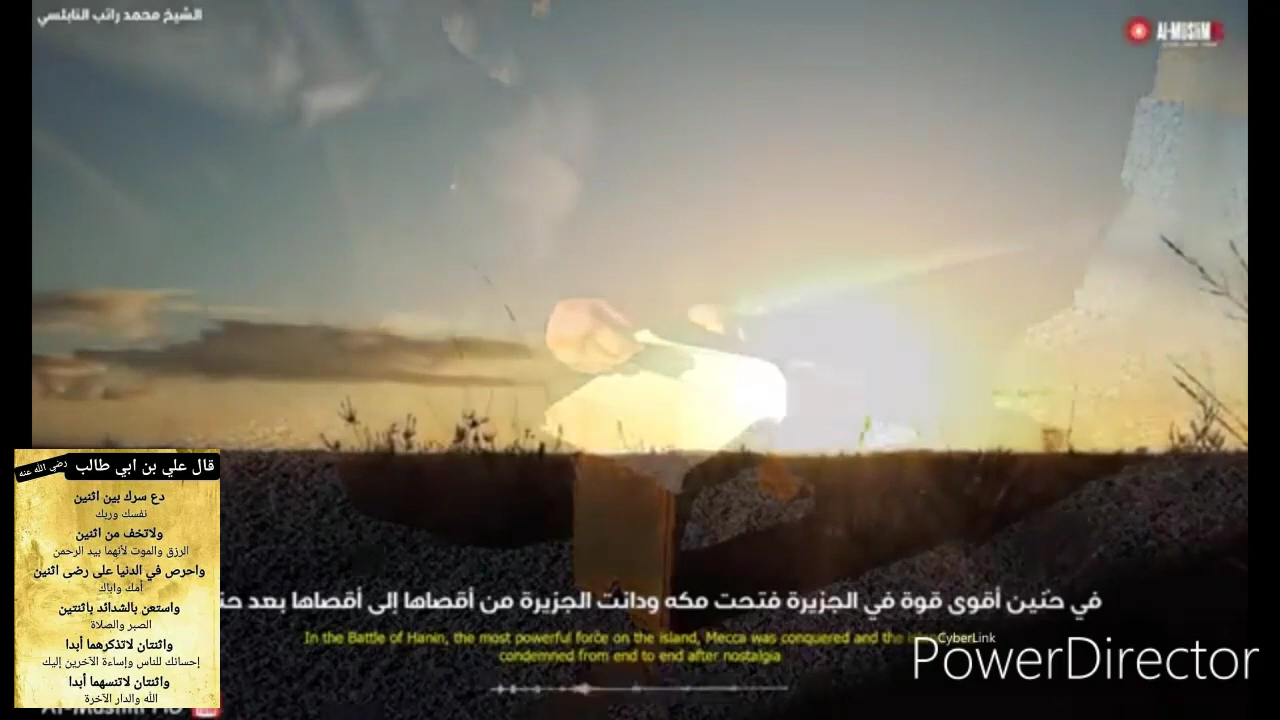 الشيخ محمد راتب النابلسي
Al-MUSliM
قال علي بن ابي طالب رضي الله عنه
دع سرك بين اثنين
نفسك وربك
ولاتخف من اثنين
الرزق والموت لأنهما بيد الرحمن
واحرص في الدنيا على رضى اثنين
أمك واباك
واستعن بالشدائد باثنتين
الصبر والصلاة
واثنتان لاتذكرهما أبدا
إحسانك للناس وإساءة الآخرين إليك
واثنتان لاتنسهما أبدا
الله والدار الآخرة
في حنين أقوى قوة في الجزيرة فتحت مكه ودانت الجزيرة من أقصاها إلى أقصاها بعد
In the Battle of Hanin, the most powerful force on the island, Mecca was conquered and the
condemned from end to end after nostalgia
CyberLink
PowerDirector